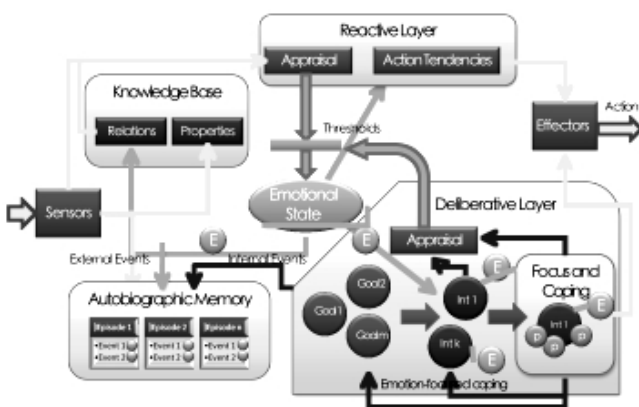 Reactive Layer
Appraisal
Action Tendencies
Knowledge Base
Relations
Properties
Thresholds
Action
Effectors
Sensors
Emotional
State
Deliberative Layer
Appraisal
E
E
External Events
Internal Events
Autobiographic Memory
Episode 1
Episode 2
Episode n
•Event 1
•Event 2
•Event 1
•Event 2
•Event 1
•Event 2
Goal1
Goal2
Goalm
Int 1
Int k
E
E
Focus and
Coping
E
Int 1
P
P
P
Emotion-focused coping